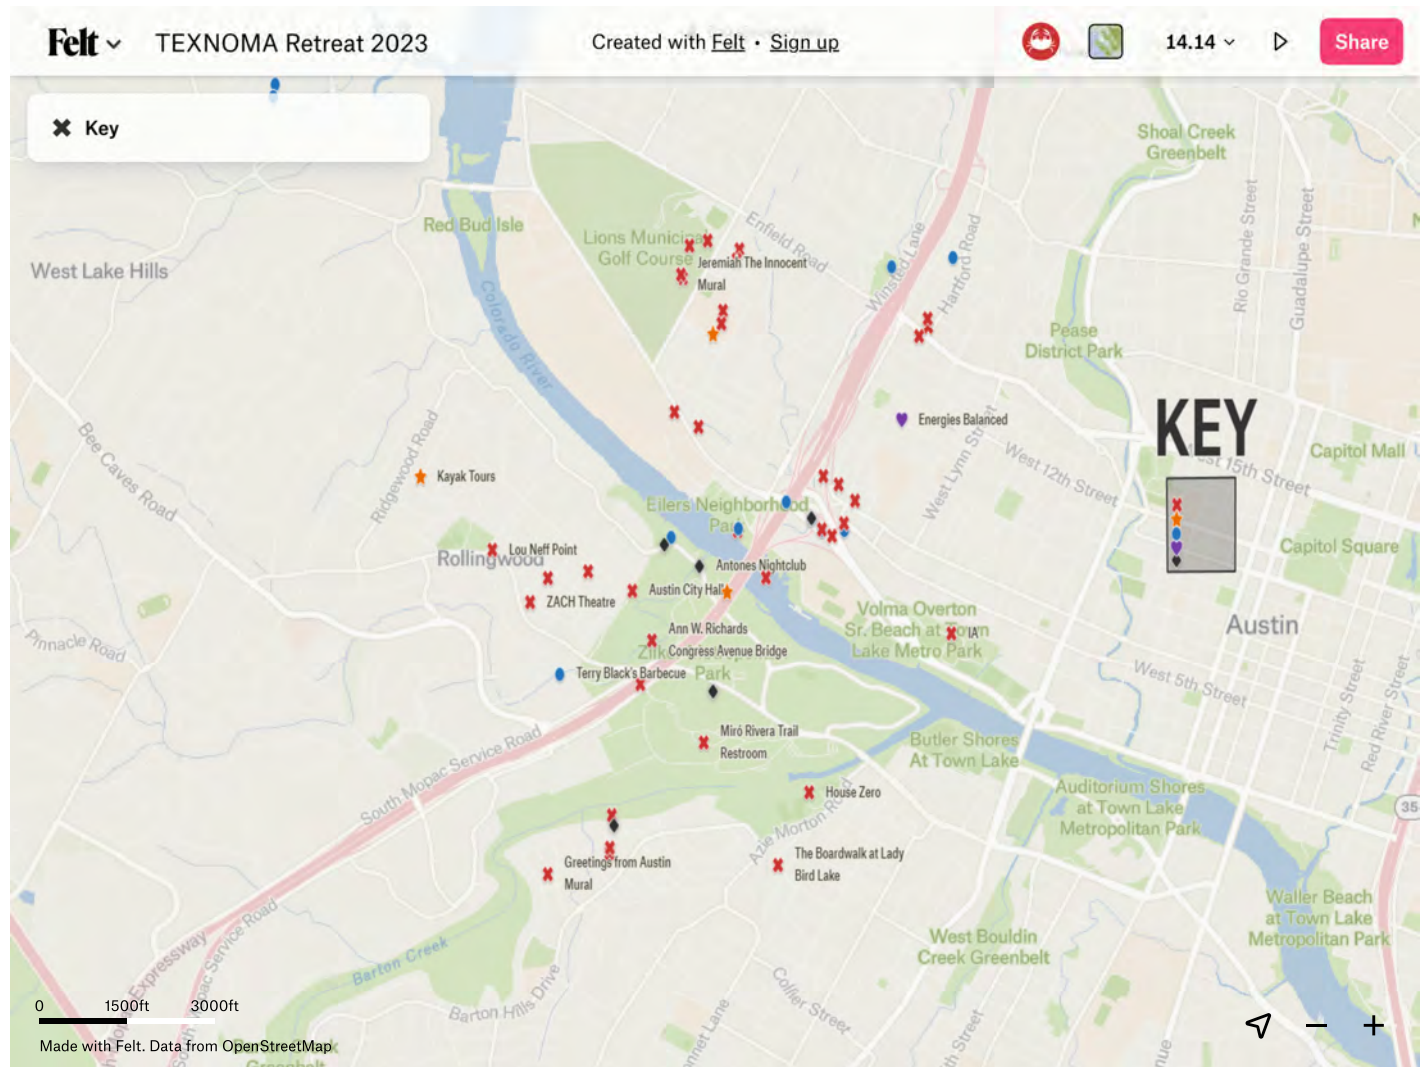 Felt
TEXNOMA Retreat 2023
Created with Felt • Sign up
14.14
Share
Key
Shoal Creek
Greenbelt
Red Bud Isle
West Lake Hills
Lions Municipal
Golf Course
Enfield Road
Jeremiah The Innocent
Mural
Winsted Lane
Hartford Road
Rio Grande Street
Guadalupe Street
Colorado River
Pease
District Park
Bee Caves Road
Ridgewood Road
Energies Balanced
KEY
West Lynn Street
West 12th Street
West 15th Street
Capitol Mall
Kayak Tours
Eilers Neighborhood
Park
Lou Neff Point
Rollingwood
Capitol Square
Antones Nightclub
Austin City Hall
ZACH Theatre
Volma Overton
Sr. Beach at Town
Lake Metro Park
IA
Austin
Ann W. Richards
Congress Avenue Bridge
Zilker Metropolitan
Park
Pinnacle Road
Terry Black's Barbecue
West 5th Street
Trinity Street
Red River Street
Miró Rivera Trail
Restroom
Butler Shores
At Town Lake
South Mopac Service Road
House Zero
Auditorium Shores
at Town Lake
Metropolitan Park
35
Azie Morton Road
Greetings from Austin
Mural
The Boardwalk at Lady
Bird Lake
Waller Beach
at Town Lake
Metropolitan Park
West Bouldin
Creek Greenbelt
Barton Creek
Expressway
Service Road
Barton Hills Drive
Collier Street
0 1500ft 3000ft
Made with Felt. Data from OpenStreetMap